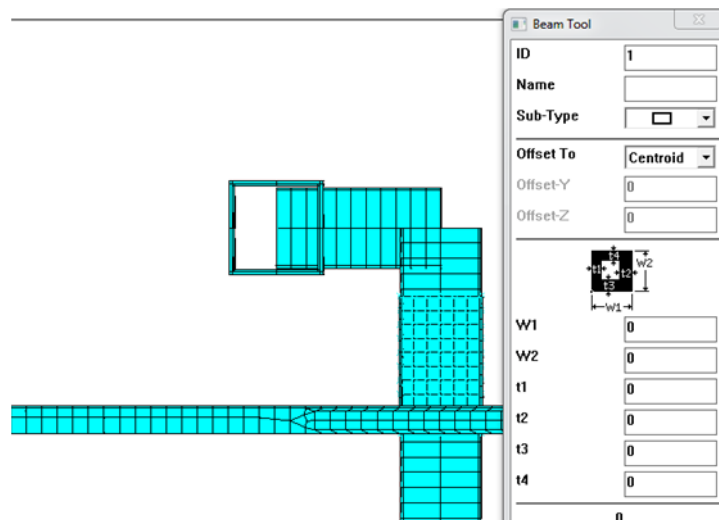 Beam Tool
ID 1
Name
Sub-Type
Offset To Centroid
Offset-Y 0
Offset-Z 0
t4
t1 t2 W2
t3
W1
W1 0
W2 0
t1 0
t2 0
t3 0
t4 0
0